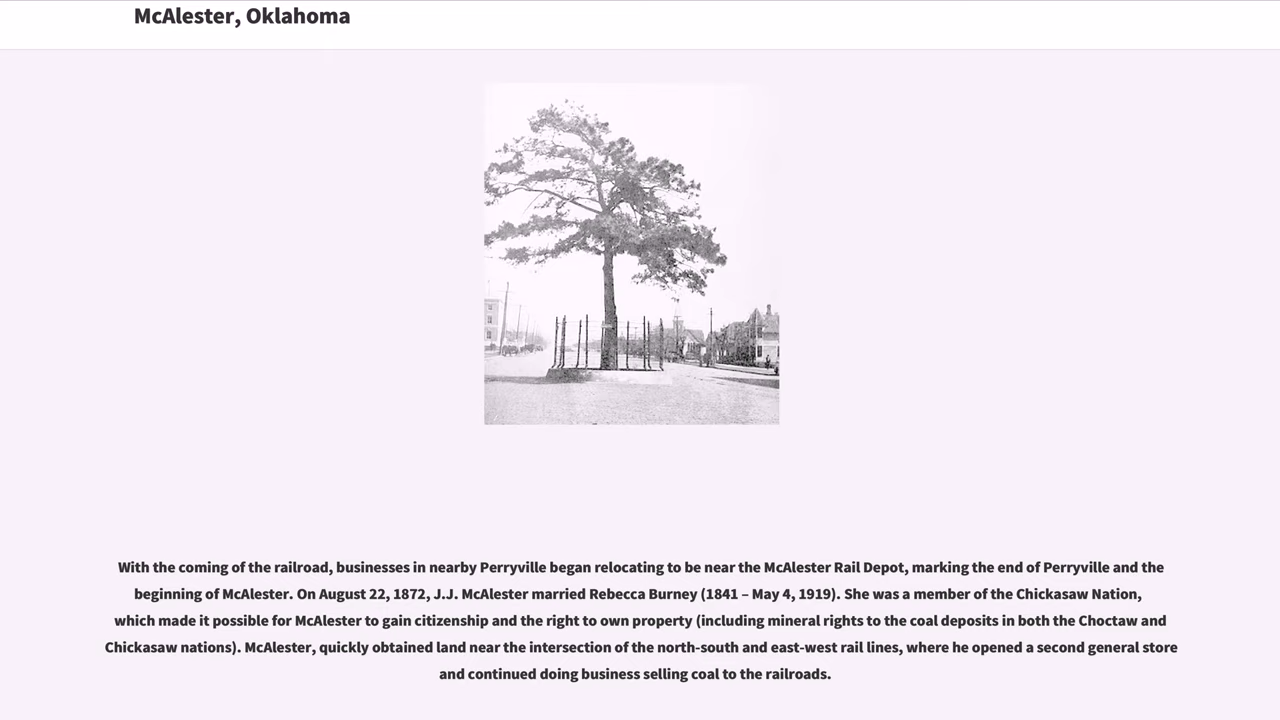 McAlester, Oklahoma
With the coming of the railroad, businesses in nearby Perryville began relocating to be near the McAlester Rail Depot, marking the end of Perryville and the
beginning of McAlester. On August 22, 1872, J.J. McAlester married Rebecca Burney (1841 – May 4, 1919). She was a member of the Chickasaw Nation,
which made it possible for McAlester to gain citizenship and the right to own property (including mineral rights to the coal deposits in both the Choctaw and
Chickasaw nations). McAlester, quickly obtained land near the intersection of the north-south and east-west rail lines, where he opened a second general store
and continued doing business selling coal to the railroads.